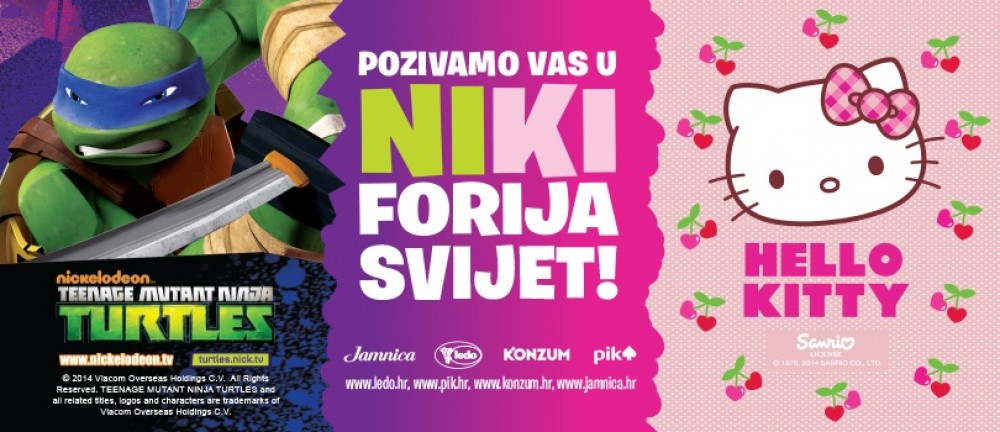 nickelodeon
TEENAGE MUTANT NINJA
TURTLES
www.nickelodeon.tv
turtles.nick.tv
© 2014 Viacom Overseas Holdings C.V. All Rights
Reserved. TEENAGE MUTANT NINJA TURTLES and
all related titles, logos and characters are trademarks of
Viacom Overseas Holdings C.V.
POZIVAMO VAS U
NIKI
FORIJA
SVIJET!
Jamnica
ledo
KONZUM
pik
www.ledo.hr, www.pik.hr, www.konzum.hr, www.jamnica.hr
HELLO
KITTY
Sanrio
LICENSE
© 1976, 2014 SANRIO CO., LTD.